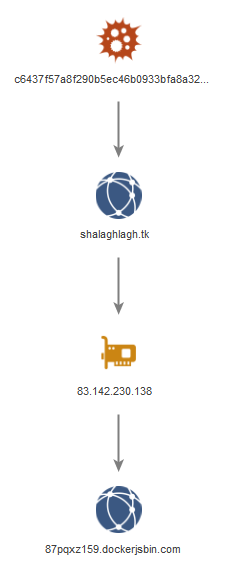 c6437f57a8f290b5ec46b0933bfa8a32...
shalaghlagh.tk
83.142.230.138
87pqxz159.dockerjsbin.com